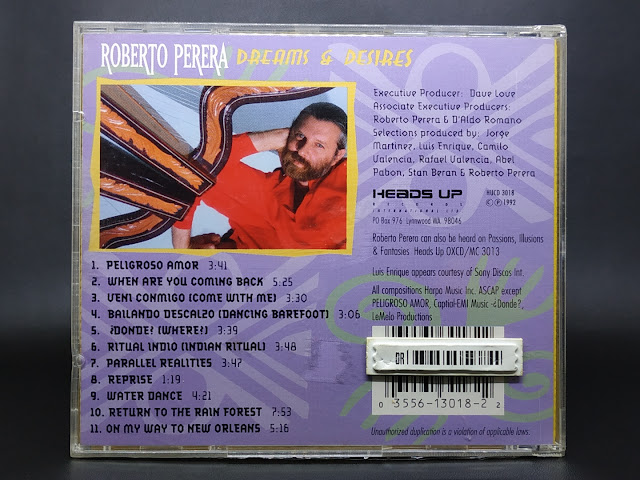 ROBERTO PERERA DREAMS & DESIRES
Executive Producer: Dave Love
Associate Executive Producers:
Roberto Perera & D'Aldo Romano
Selections produced by: Jorge
Martinez, Luis Enrique, Camilo
Valencia, Rafael Valencia, Abel
Pabon, Stan Beran & Roberto Perera
HEADS UP
RECORDS
INTERNATIONAL LTD.
PO Box 976 Lynnwood WA. 98046
HUCD 3018
©℗1992
Roberto Perera can also be heard on Passions, Illusions
& Fantasies Heads Up OXCD/MC 3013
Luis Enrique appears courtesy of Sony Discos Int.
All compositions Harpo Music Inc. ASCAP except
PELIGROSO AMOR, Captial-EMI Music -¿Donde?,
LeMelo Productions
1. PELIGROSO AMOR 3:41
2. WHEN ARE YOU COMING BACK 5:25
3. VENI CONMIGO (COME WITH ME) 3:30
4. BAILANDO DESCALZO (DANCING BAREFOOT) 3:06
5. ¿DONDE? (WHERE?) 3:39
6. RITUAL INDIO (INDIAN RITUAL) 3:48
7. PARALLEL REALITIES 3:47
8. REPRISE 1:19
9. WATER DANCE 4:21
10. RETURN TO THE RAIN FOREST 7:53
11. ON MY WAY TO NEW ORLEANS 5:16
DR
0 3556-13018-2 2
Unauthorized duplication is a violation of applicable laws.